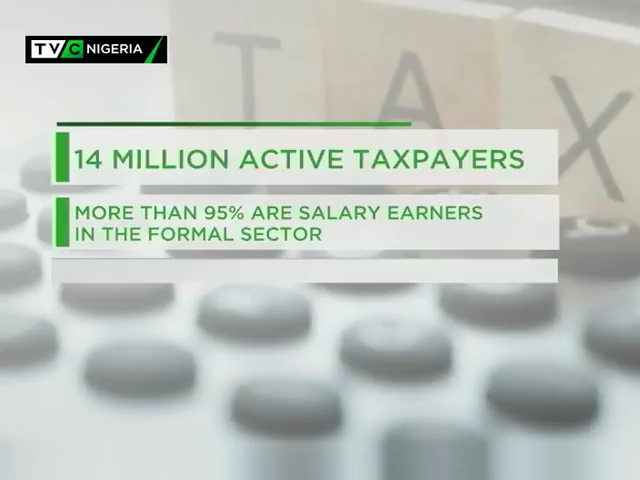 TVC NIGERIA
TAX
14 MILLION ACTIVE TAXPAYERS
MORE THAN 95% ARE SALARY EARNERS
IN THE FORMAL SECTOR